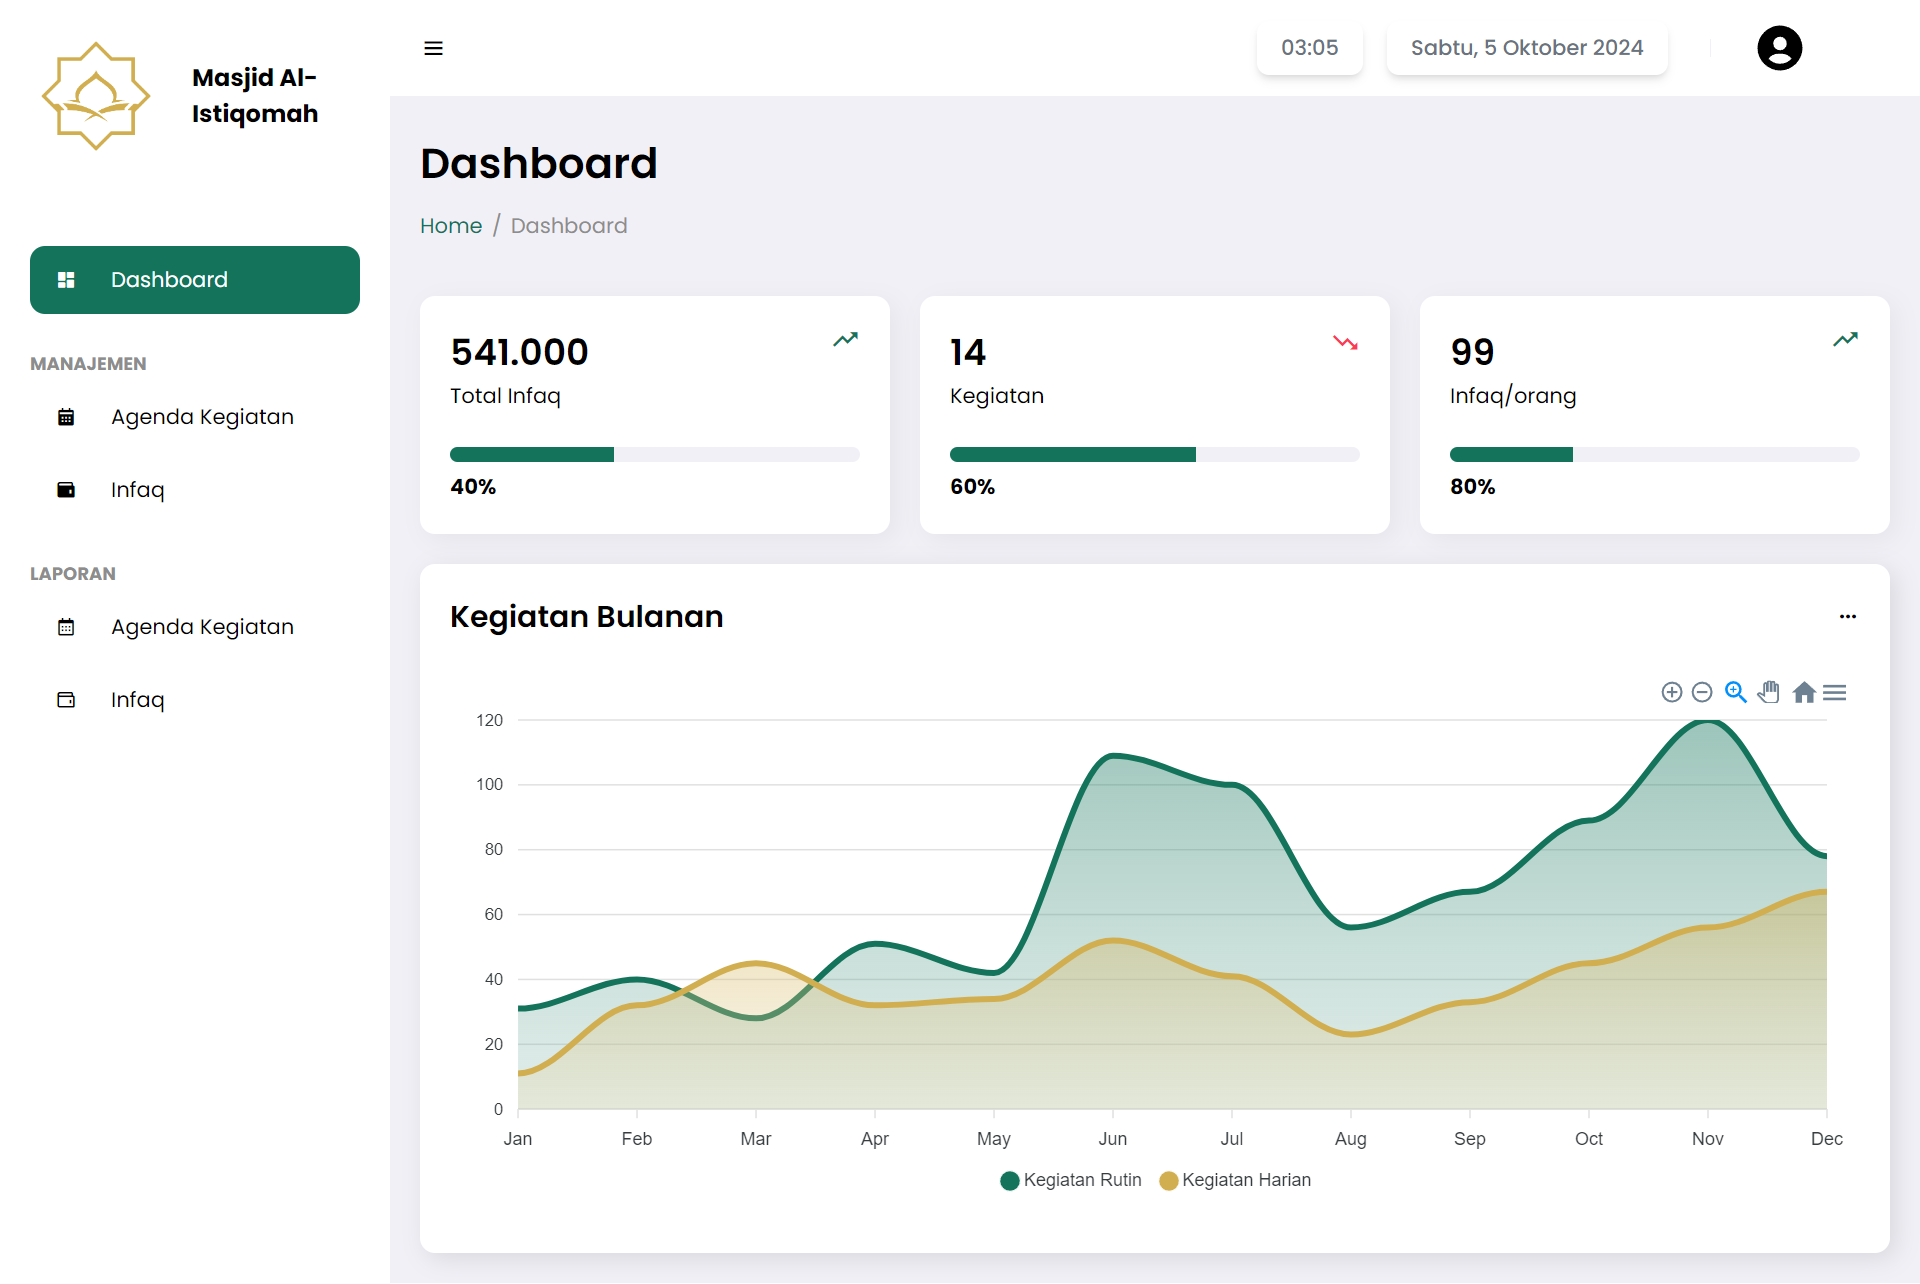 Masjid Al-
Istiqomah
03:05
Sabtu, 5 Oktober 2024
Dashboard
MANAJEMEN
Agenda Kegiatan
Infaq
LAPORAN
Agenda Kegiatan
Infaq
Dashboard
Home / Dashboard
541.000
Total Infaq
40%
14
Kegiatan
60%
99
Infaq/orang
80%
Kegiatan Bulanan
120
100
80
60
40
20
0
Jan Feb Mar Apr May Jun Jul Aug Sep Oct Nov Dec
Kegiatan Rutin Kegiatan Harian